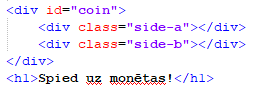 <div id="coin">
<div class="side-a"></div>
<div class="side-b"></div>
</div>
<h1>Spied uz monētas!</h1>